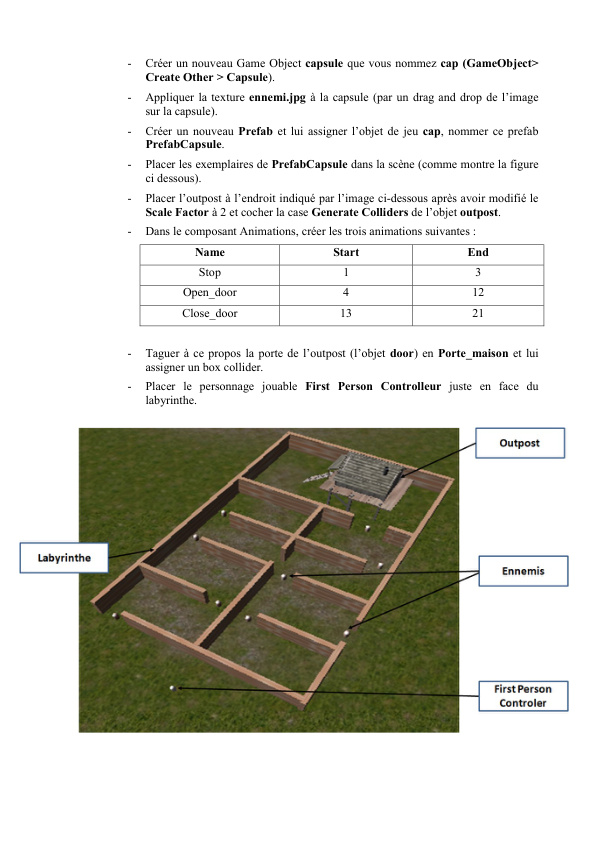 - Créer un nouveau Game Object capsule que vous nommez cap (GameObject>
Create Other > Capsule).
- Appliquer la texture ennemi.jpg à la capsule (par un drag and drop de l'image
sur la capsule).
- Créer un nouveau Prefab et lui assigner l'objet de jeu cap, nommer ce prefab
PrefabCapsule.
- Placer les exemplaires de PrefabCapsule dans la scène (comme montre la figure
ci dessous).
- Placer l'outpost à l'endroit indiqué par l'image ci-dessous après avoir modifié le
Scale Factor à 2 et cocher la case Generate Colliders de l'objet outpost.
- Dans le composant Animations, créer les trois animations suivantes :
Name Start End
Stop 1 3
Open_door 4 12
Close_door 13 21
- Taguer à ce propos la porte de l'outpost (l'objet door) en Porte_maison et lui
assigner un box collider.
- Placer le personnage jouable First Person Controlleur juste en face du
labyrinthe.
Outpost
Labyrinthe
Ennemis
First Person
Controler